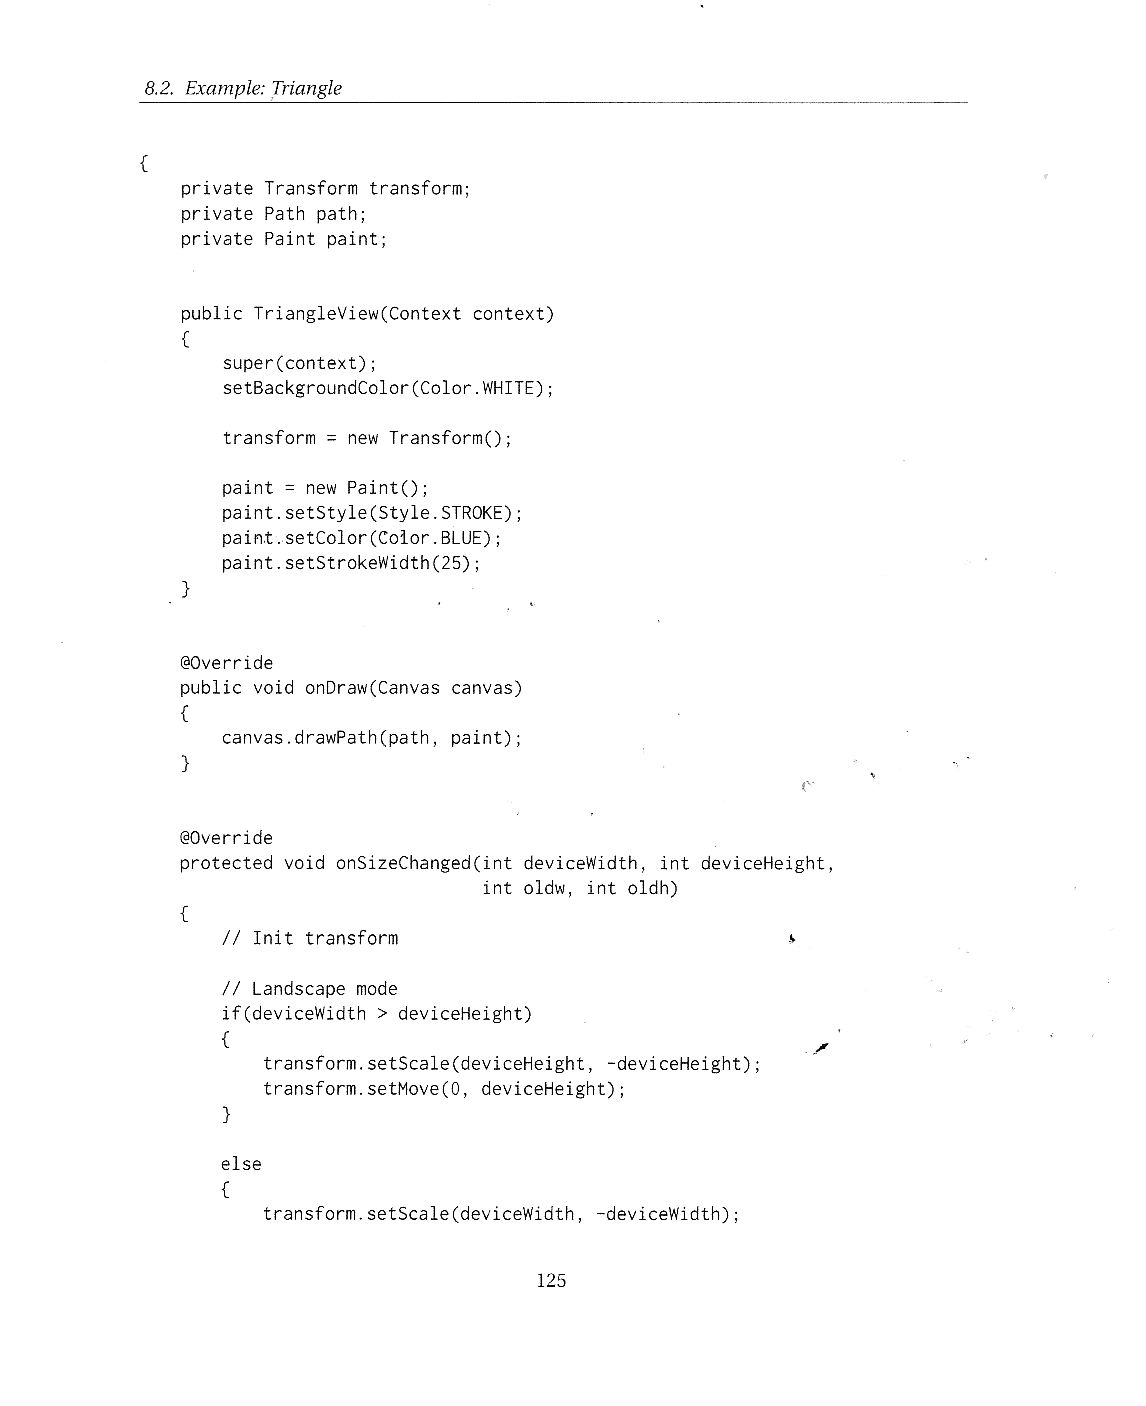 8.2. Example: Triangle
{
    private Transform transform;
    private Path path;
    private Paint paint;
    public TriangleView(Context context)
    {
        super(context);
        setBackgroundColor(Color.WHITE);
        transform = new Transform();
        paint = new Paint();
        paint.setStyle(Style.STROKE);
        paint.setColor(Color.BLUE);
        paint.setStrokeWidth(25);
    }
    @Override
    public void onDraw(Canvas canvas)
    {
        canvas.drawPath(path, paint);
    }
    @Override
    protected void onSizeChanged(int deviceWidth, int deviceHeight,
                                 int oldw, int oldh)
    {
        // Init transform
        // Landscape mode
        if(deviceWidth > deviceHeight)
        {
            transform.setScale(deviceHeight, -deviceHeight);
            transform.setMove(0, deviceHeight);
        }
        else
        {
            transform.setScale(deviceWidth, -deviceWidth);
125